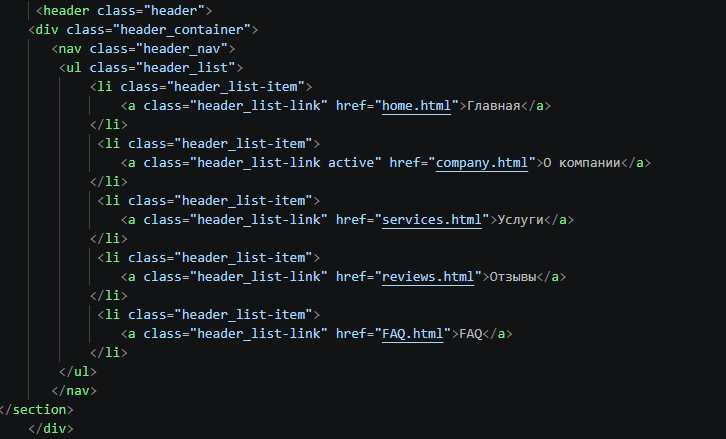 <header class="header">
<div class="header_container">
<nav class="header_nav">
<ul class="header_list">
<li class="header_list-item">
<a class="header_list-link" href="home.html">Главная</a>
</li>
<li class="header_list-item">
<a class="header_list-link active" href="company.html">О компании</a>
</li>
<li class="header_list-item">
<a class="header_list-link" href="services.html">Услуги</a>
</li>
<li class="header_list-item">
<a class="header_list-link" href="reviews.html">Отзывы</a>
</li>
<li class="header_list-item">
<a class="header_list-link" href="FAQ.html">FAQ</a>
</li>
</ul>
</nav>
</section>
</div>